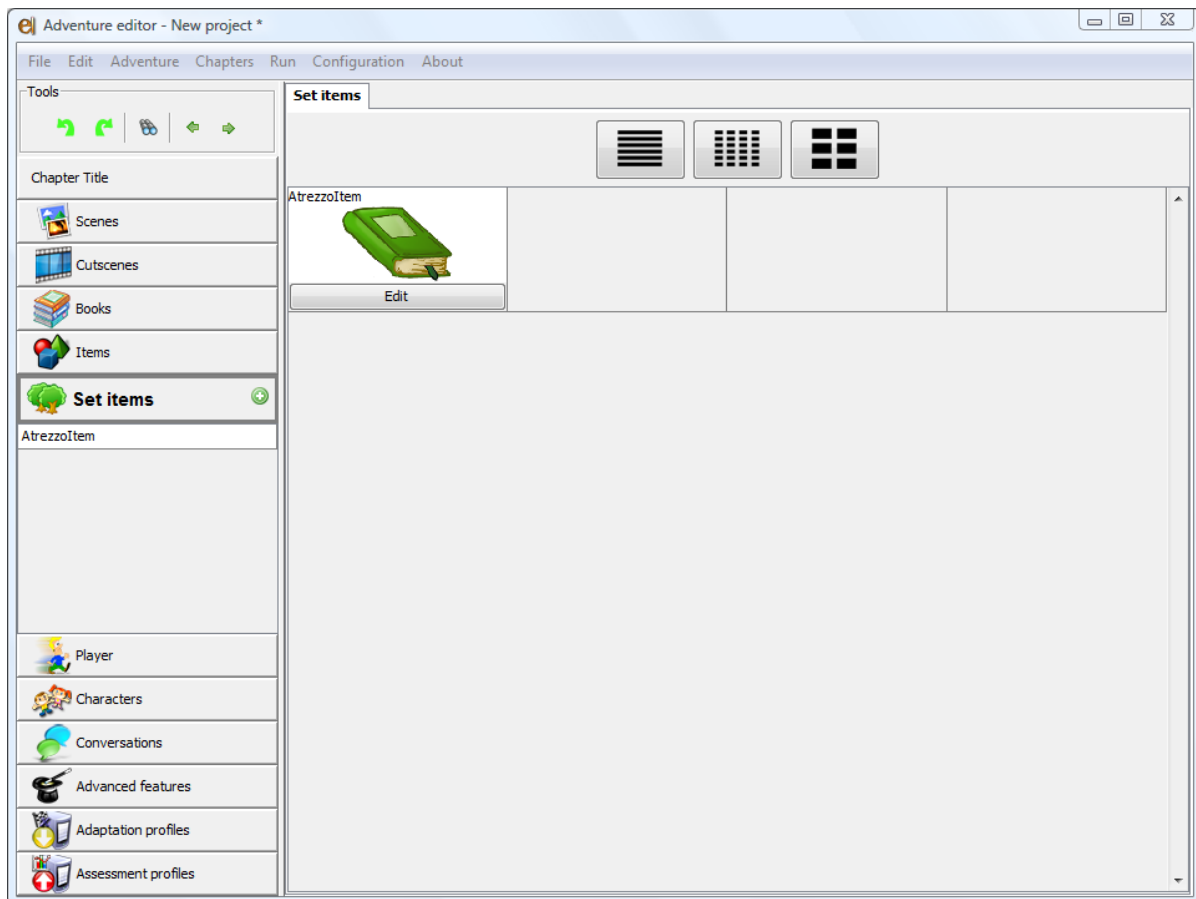 Adventure editor - New project *
File Edit Adventure Chapters Run Configuration About
Tools
Chapter Title
Scenes
Cutscenes
Books
Items
Set items
AtrezzoItem
Player
Characters
Conversations
Advanced features
Adaptation profiles
Assessment profiles
Set items
AtrezzoItem
Edit